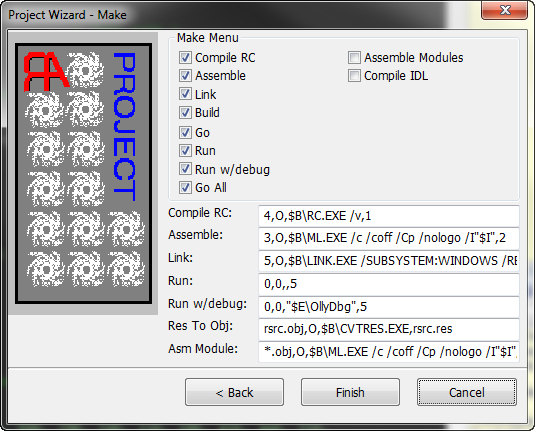 Project Wizard - Make
RA
PROJECT
Make Menu
Compile RC
Assemble Modules
Assemble
Compile IDL
Link
Build
Go
Run
Run w/debug
Go All
Compile RC: 4,O,$B\RC.EXE /v,1
Assemble: 3,O,$B\ML.EXE /c /coff /Cp /nologo /I"$I",2
Link: 5,O,$B\LINK.EXE /SUBSYSTEM:WINDOWS /RE
Run: 0,0,,5
Run w/debug: 0,0,"$E\OllyDbg",5
Res To Obj: rsrc.obj,O,$B\CVTRES.EXE,rsrc.res
Asm Module: *.obj,O,$B\ML.EXE /c /coff /Cp /nologo /I"$I",
< Back
Finish
Cancel